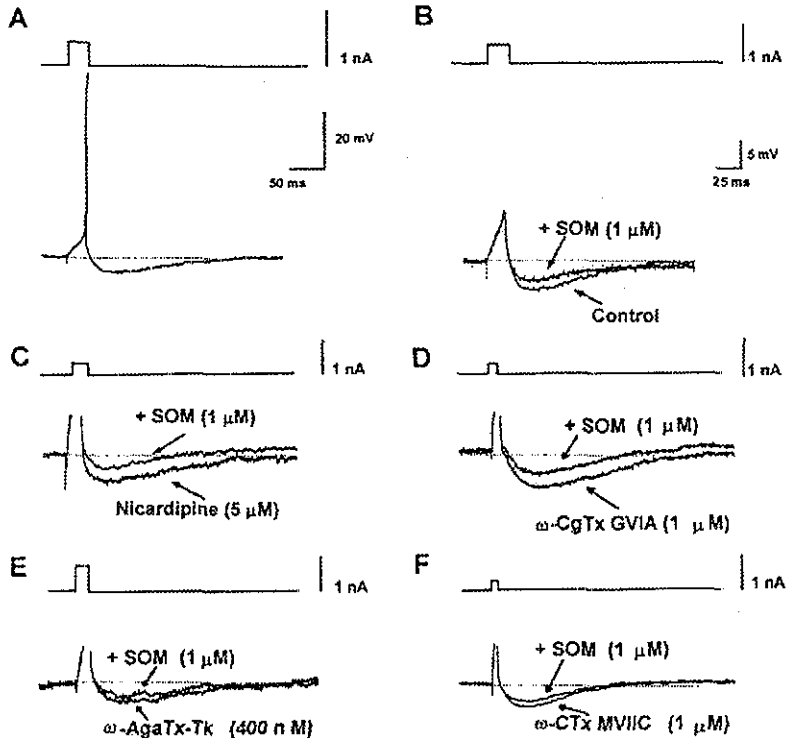 A
1 nA
20 mV
50 ms
B
1 nA
5 mV
25 ms
+ SOM (1 μM)
Control
C
1 nA
+ SOM (1 μM)
Nicardipine (5 μM)
D
1 nA
+ SOM (1 μM)
ω-CgTx GVIA (1 μM)
E
1 nA
+ SOM (1 μM)
ω-AgaTx-Tk (400 n M)
F
1 nA
+ SOM (1 μM)
ω-CTx MVIIC (1 μM)